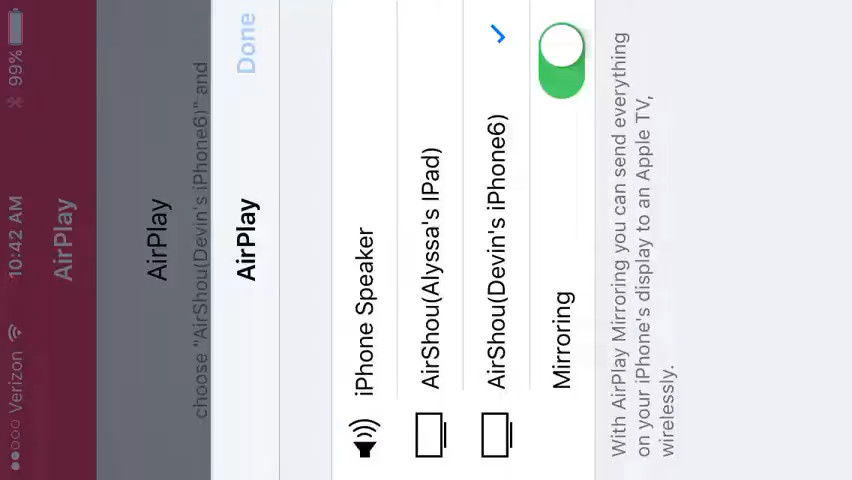 Verizon 10:42 AM 99%
AirPlay
AirPlay
choose "AirShou(Devin's iPhone6)" and
AirPlay Done
iPhone Speaker
AirShou(Alyssa's IPad)
AirShou(Devin's iPhone6)
Mirroring
With AirPlay Mirroring you can send everything
on your iPhone's display to an Apple TV,
wirelessly.